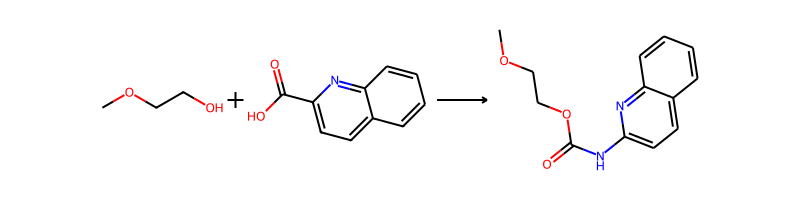 O OH + O HO N → O O O N H N